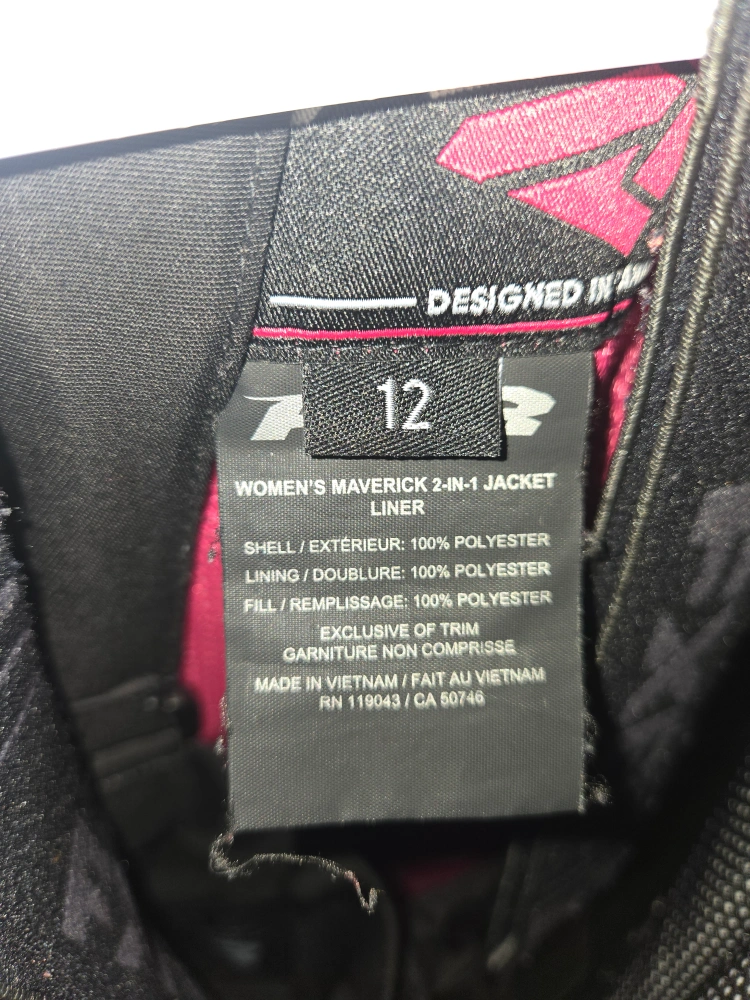 DESIGNED IN
12
WOMEN'S MAVERICK 2-IN-1 JACKET
LINER
SHELL / EXTÉRIEUR: 100% POLYESTER
LINING / DOUBLURE: 100% POLYESTER
FILL / REMPLISSAGE: 100% POLYESTER
EXCLUSIVE OF TRIM
GARNITURE NON COMPRISSE
MADE IN VIETNAM / FAIT AU VIETNAM
RN 119043 / CA 50746